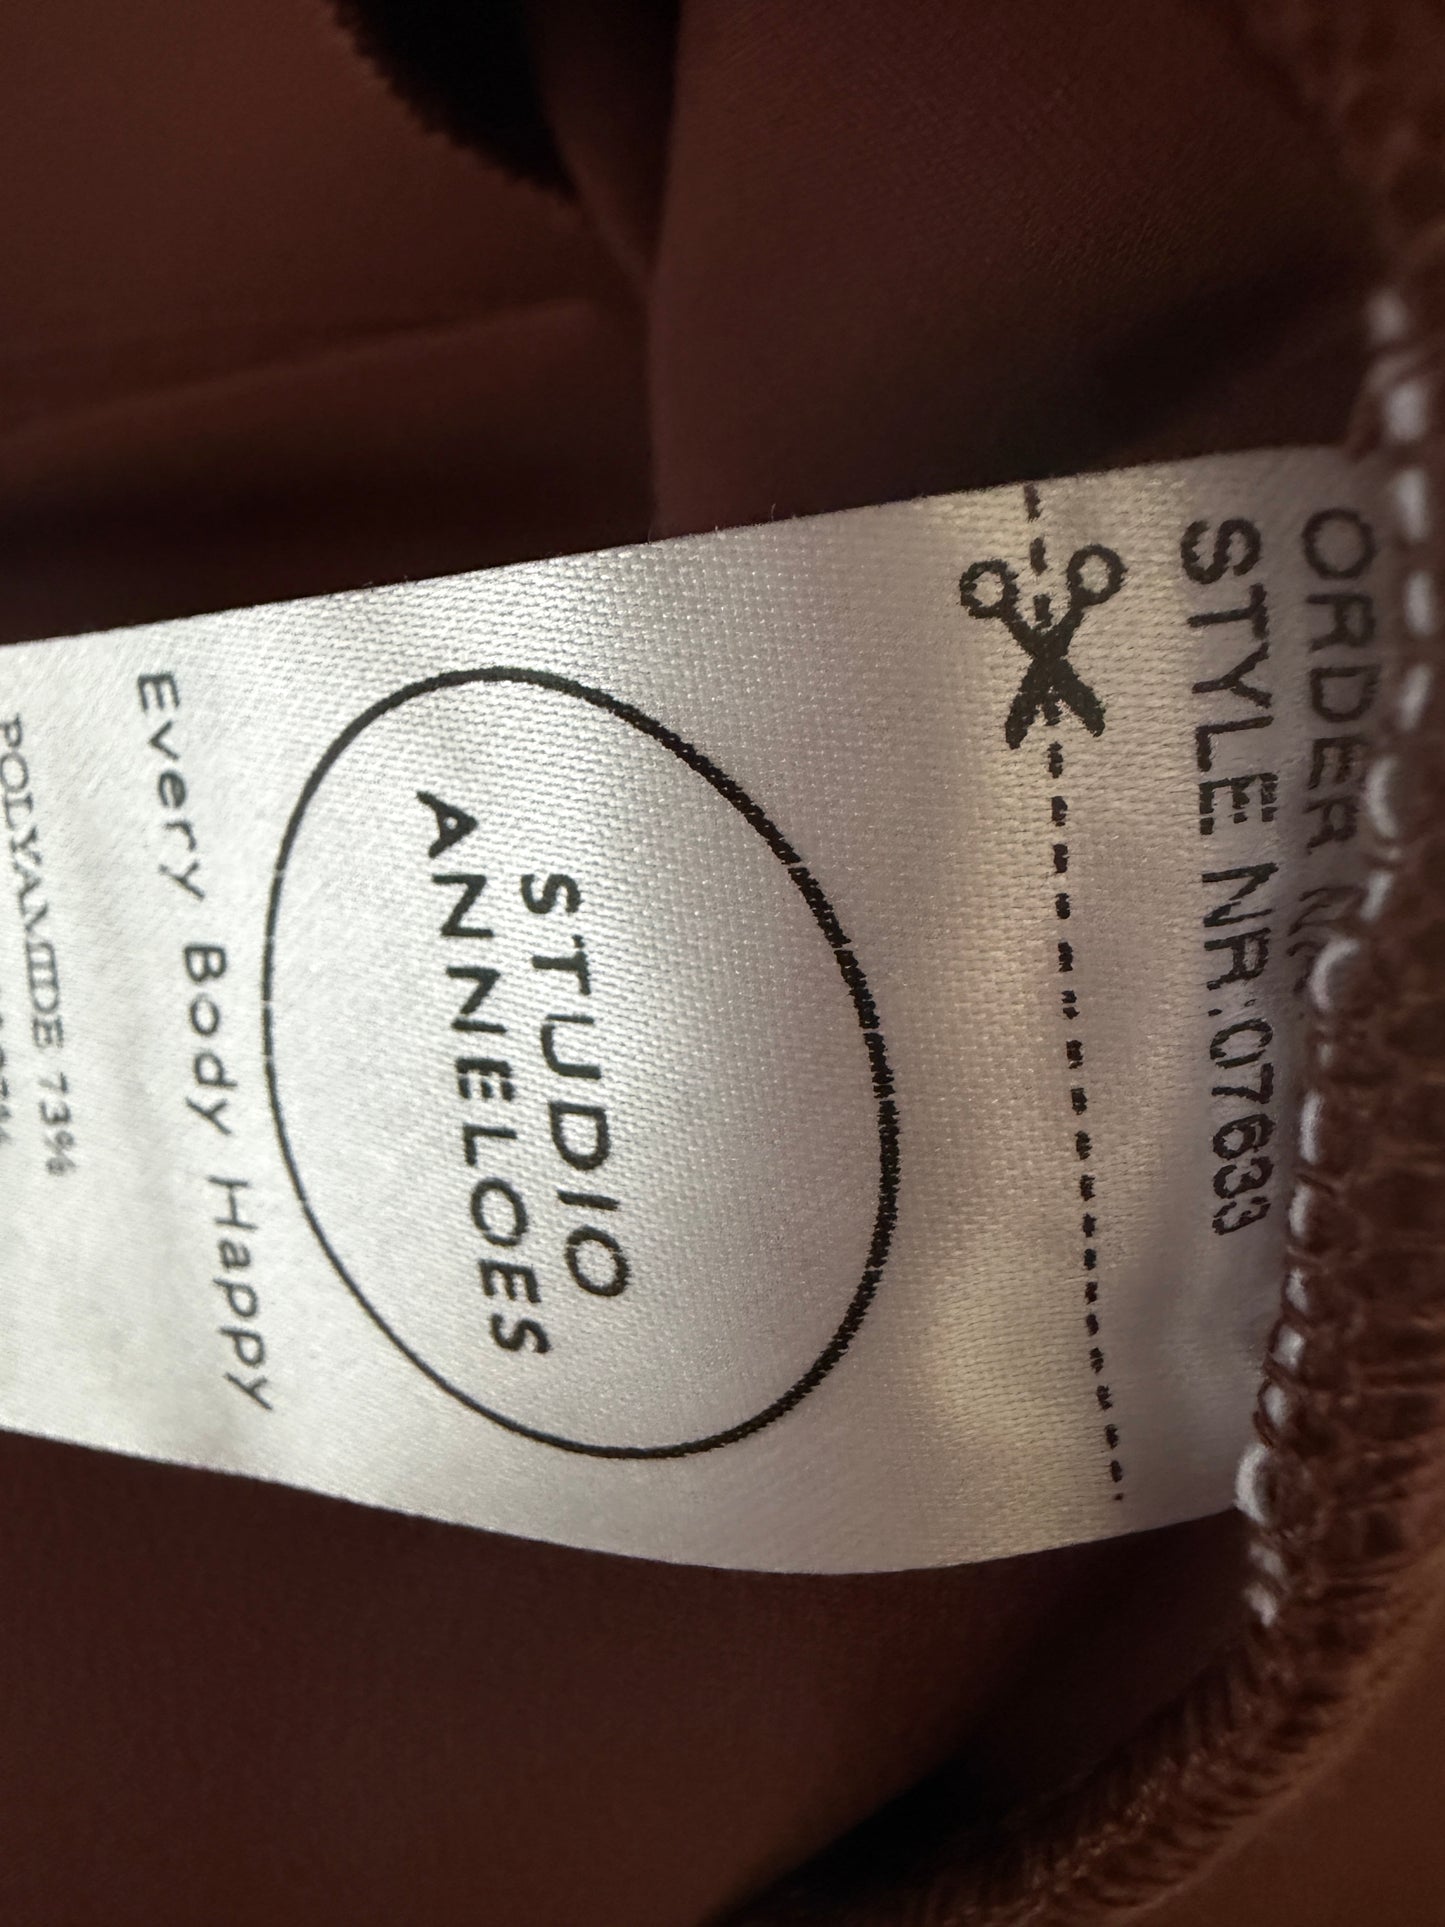 ORDER
STYLE NR.:07633
STUDIO
ANNELOES
Every Body Happy
POLYAMIDE 73%